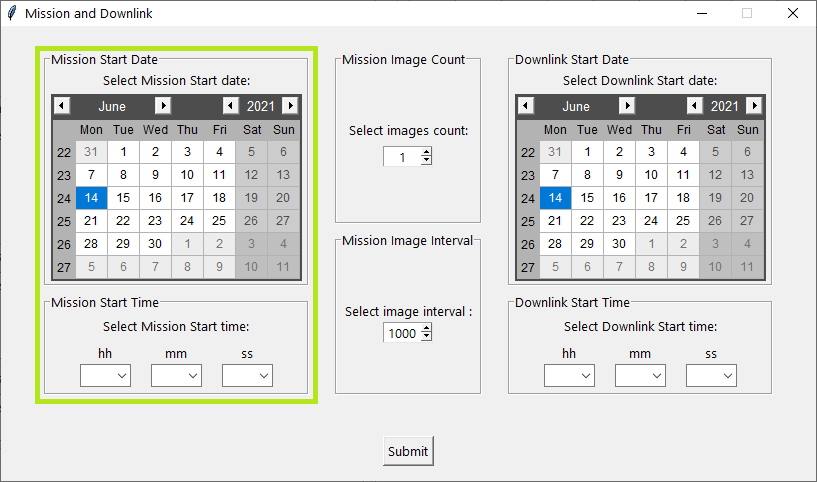 Mission and Downlink
Mission Start Date
Select Mission Start date:
June 2021
Mon Tue Wed Thu Fri Sat Sun
22 31 1 2 3 4 5 6
23 7 8 9 10 11 12 13
24 14 15 16 17 18 19 20
25 21 22 23 24 25 26 27
26 28 29 30 1 2 3 4
27 5 6 7 8 9 10 11
Mission Start Time
Select Mission Start time:
hh mm ss
Mission Image Count
Select images count:
1
Mission Image Interval
Select image interval :
1000
Downlink Start Date
Select Downlink Start date:
June 2021
Mon Tue Wed Thu Fri Sat Sun
22 31 1 2 3 4 5 6
23 7 8 9 10 11 12 13
24 14 15 16 17 18 19 20
25 21 22 23 24 25 26 27
26 28 29 30 1 2 3 4
27 5 6 7 8 9 10 11
Downlink Start Time
Select Downlink Start time:
hh mm ss
Submit